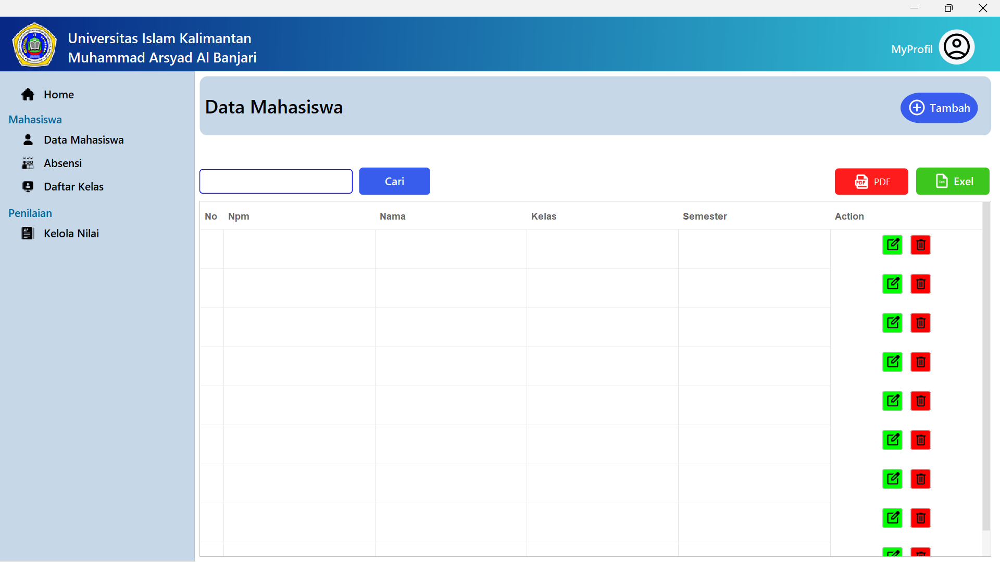 Universitas Islam Kalimantan
Muhammad Arsyad Al Banjari
MyProfil
Home
Mahasiswa
Data Mahasiswa
Absensi
Daftar Kelas
Penilaian
Kelola Nilai
Data Mahasiswa
Tambah
Cari
PDF PDF
Exel
No Npm Nama Kelas Semester Action